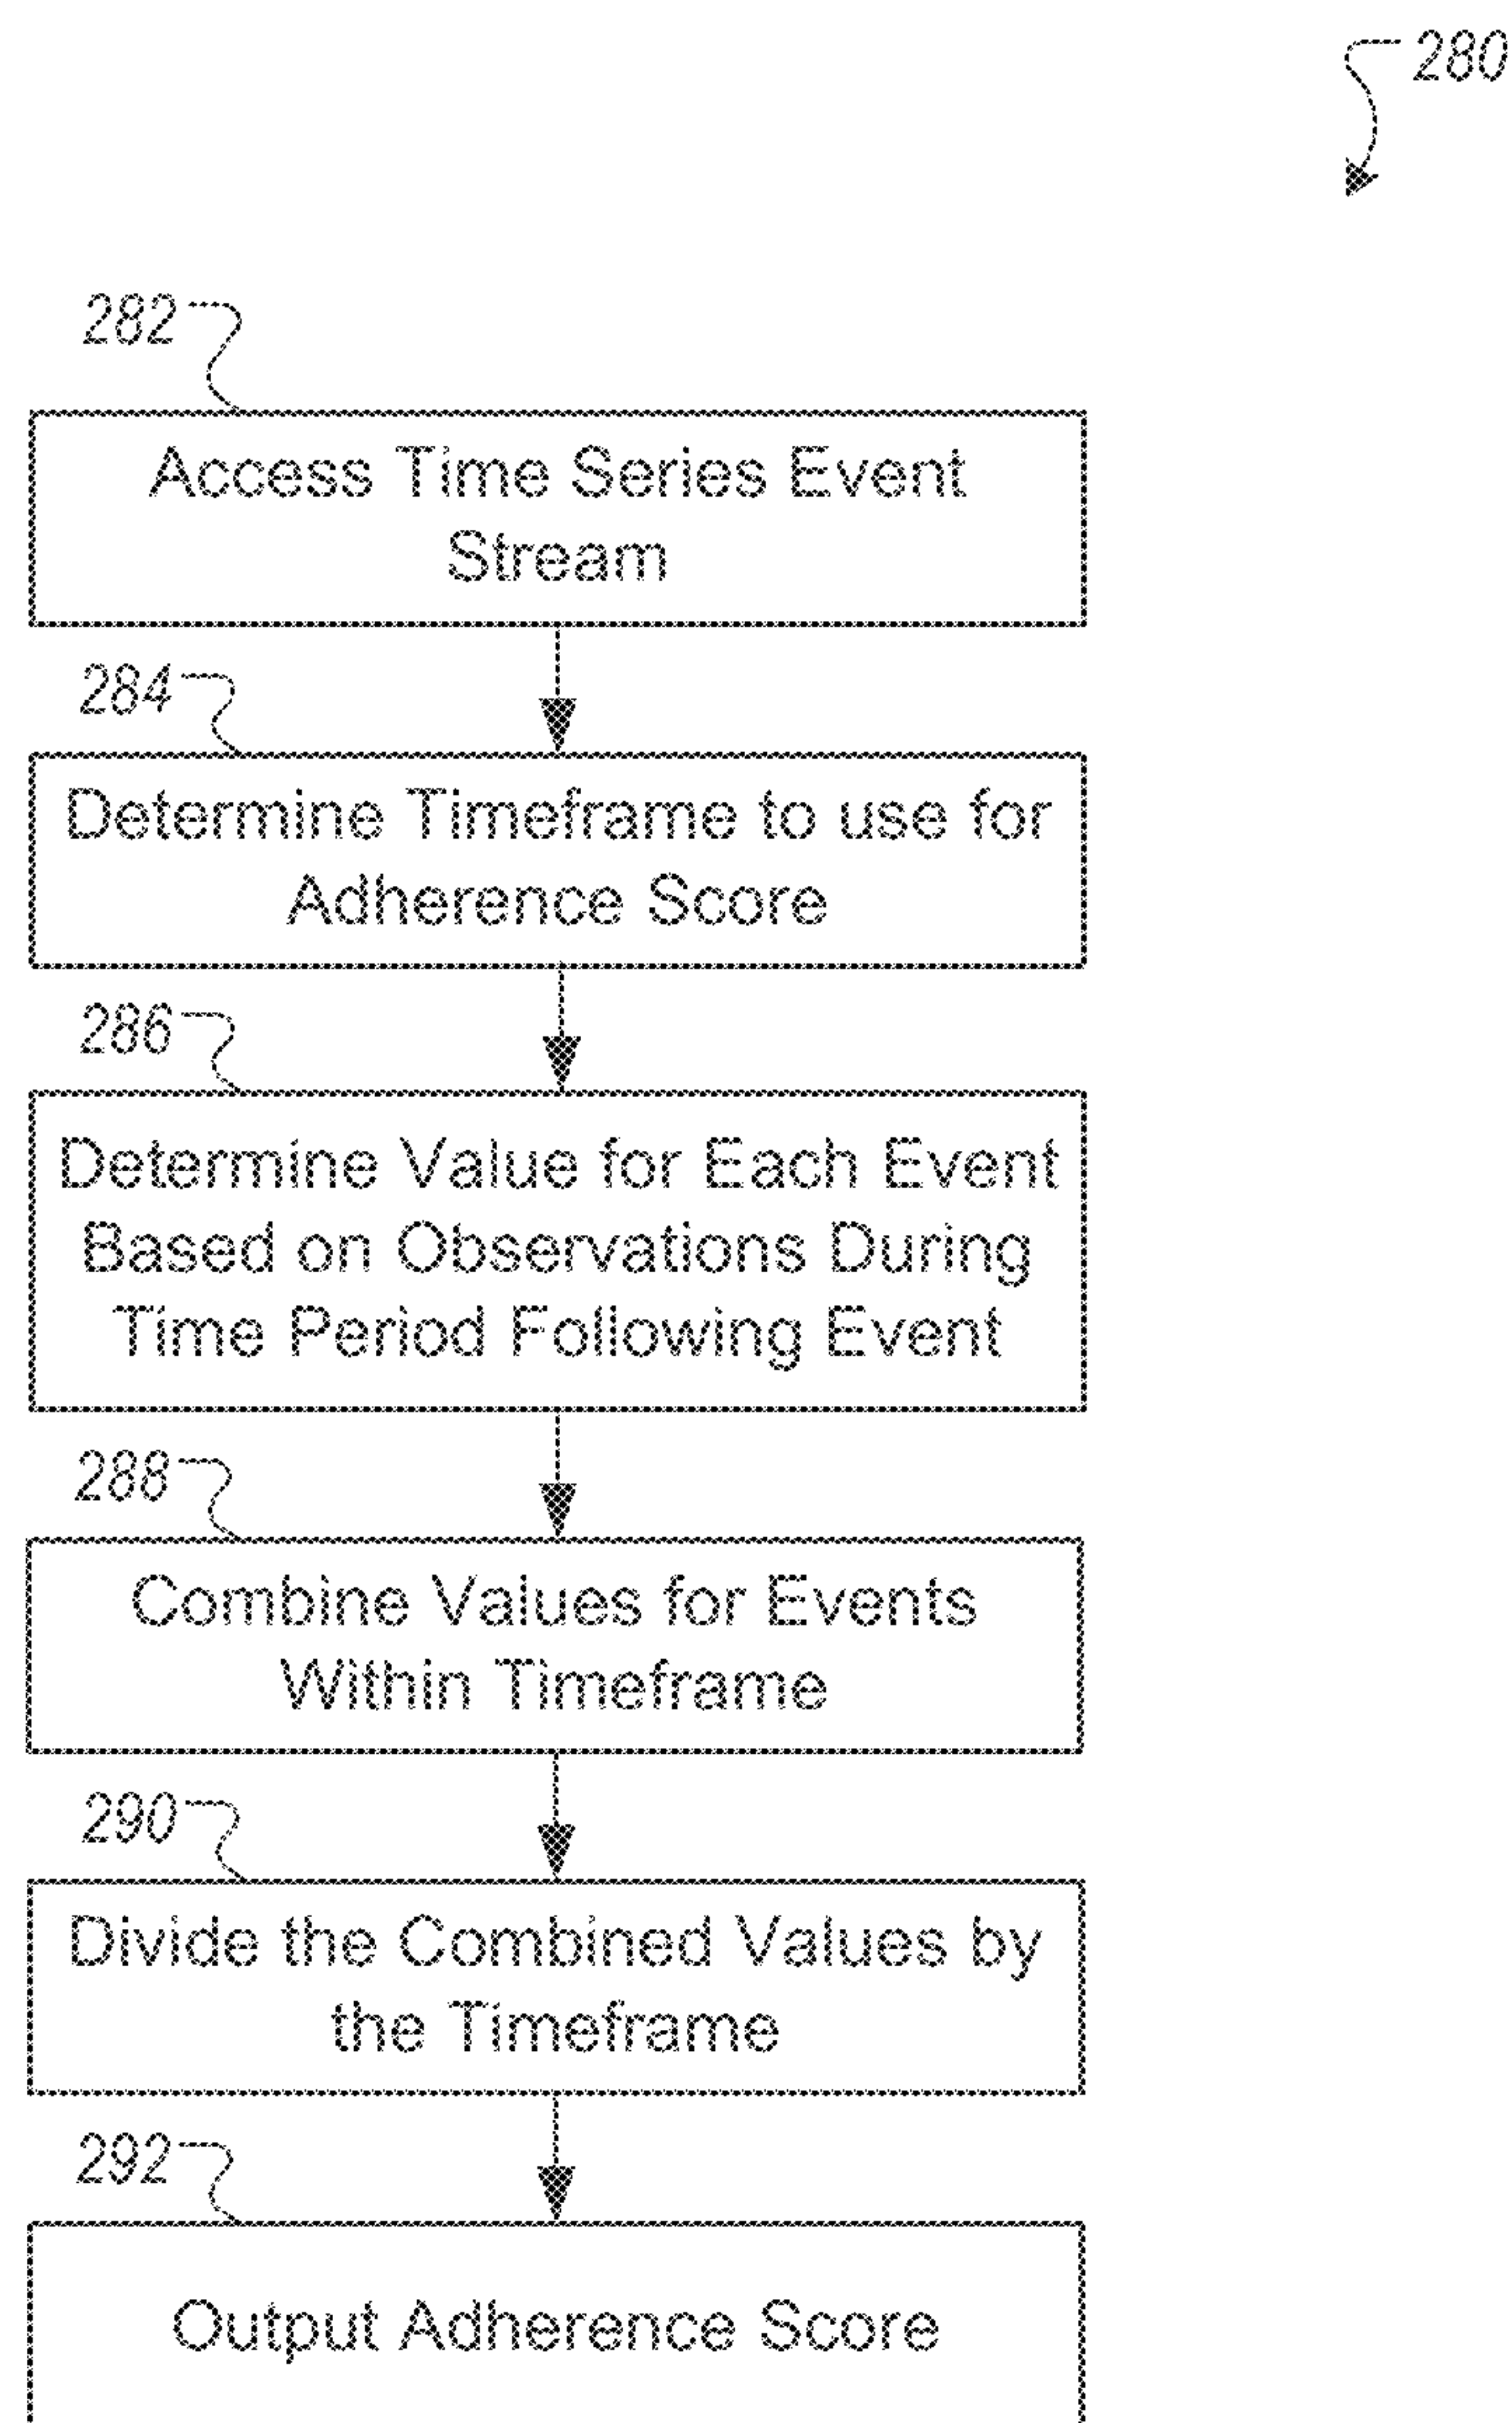 280
282
Access Time Series Event
Stream
284
Determine Timeframe to use for
Adherence Score
286
Determine Value for Each Event
Based on Observations During
Time Period Following Event
288
Combine Values for Events
Within Timeframe
290
Divide the Combined Values by
the Timeframe
292
Output Adherence Score